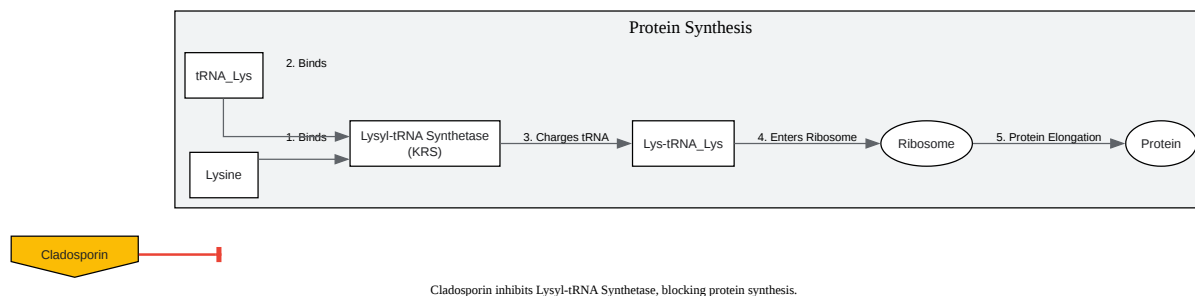 Protein Synthesis
tRNA_Lys
2. Binds
1. Binds
Lysyl-tRNA Synthetase
(KRS)
3. Charges tRNA
Lys-tRNA_Lys
4. Enters Ribosome
Ribosome
5. Protein Elongation
Protein
Lysine
Cladosporin
Cladosporin inhibits Lysyl-tRNA Synthetase, blocking protein synthesis.